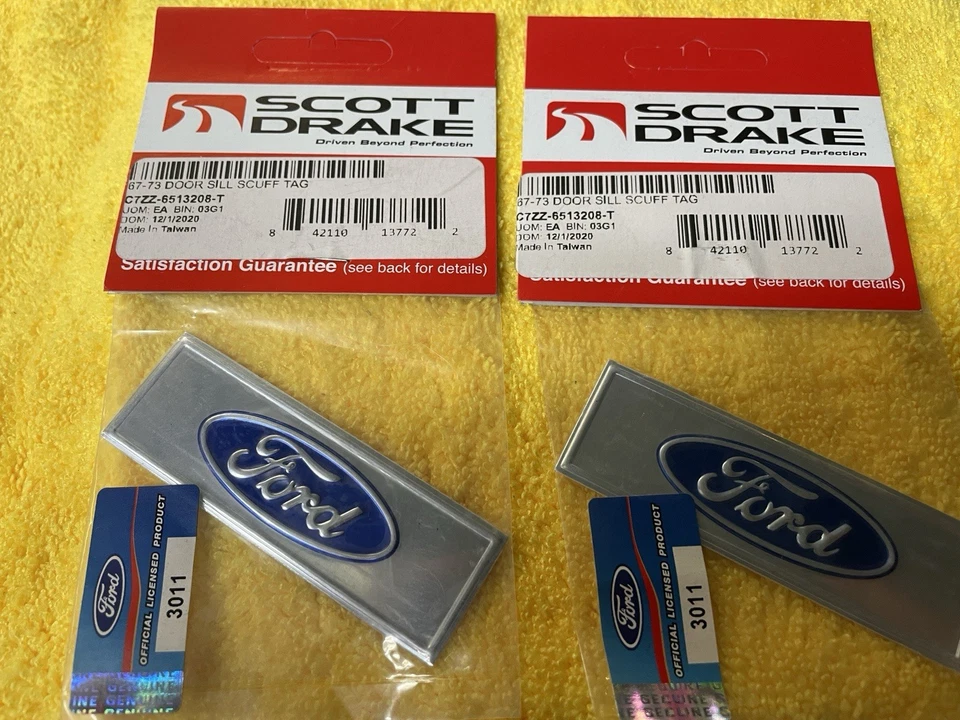 SCOTT
DRAKE
Driven Beyond Perfection
67-73 DOOR SILL SCUFF TAG
C7ZZ-6513208-T
UOM: EA BIN: 03G1
DOM: 12/1/2020
Made In Taiwan
8 42110 13772 2
Satisfaction Guarantee (see back for details)
Ford
Ford
OFFICIAL LICENSED PRODUCT
3011
GENUINE
SCOTT
DRAKE
Driven Beyond Perfection
67-73 DOOR SILL SCUFF TAG
C7ZZ-6513208-T
UOM: EA BIN: 03G1
DOM: 12/1/2020
Made In Taiwan
8 42110 13772 2
Satisfaction Guarantee (see back for details)
Ford
Ford
OFFICIAL LICENSED PRODUCT
3011
GENUINE